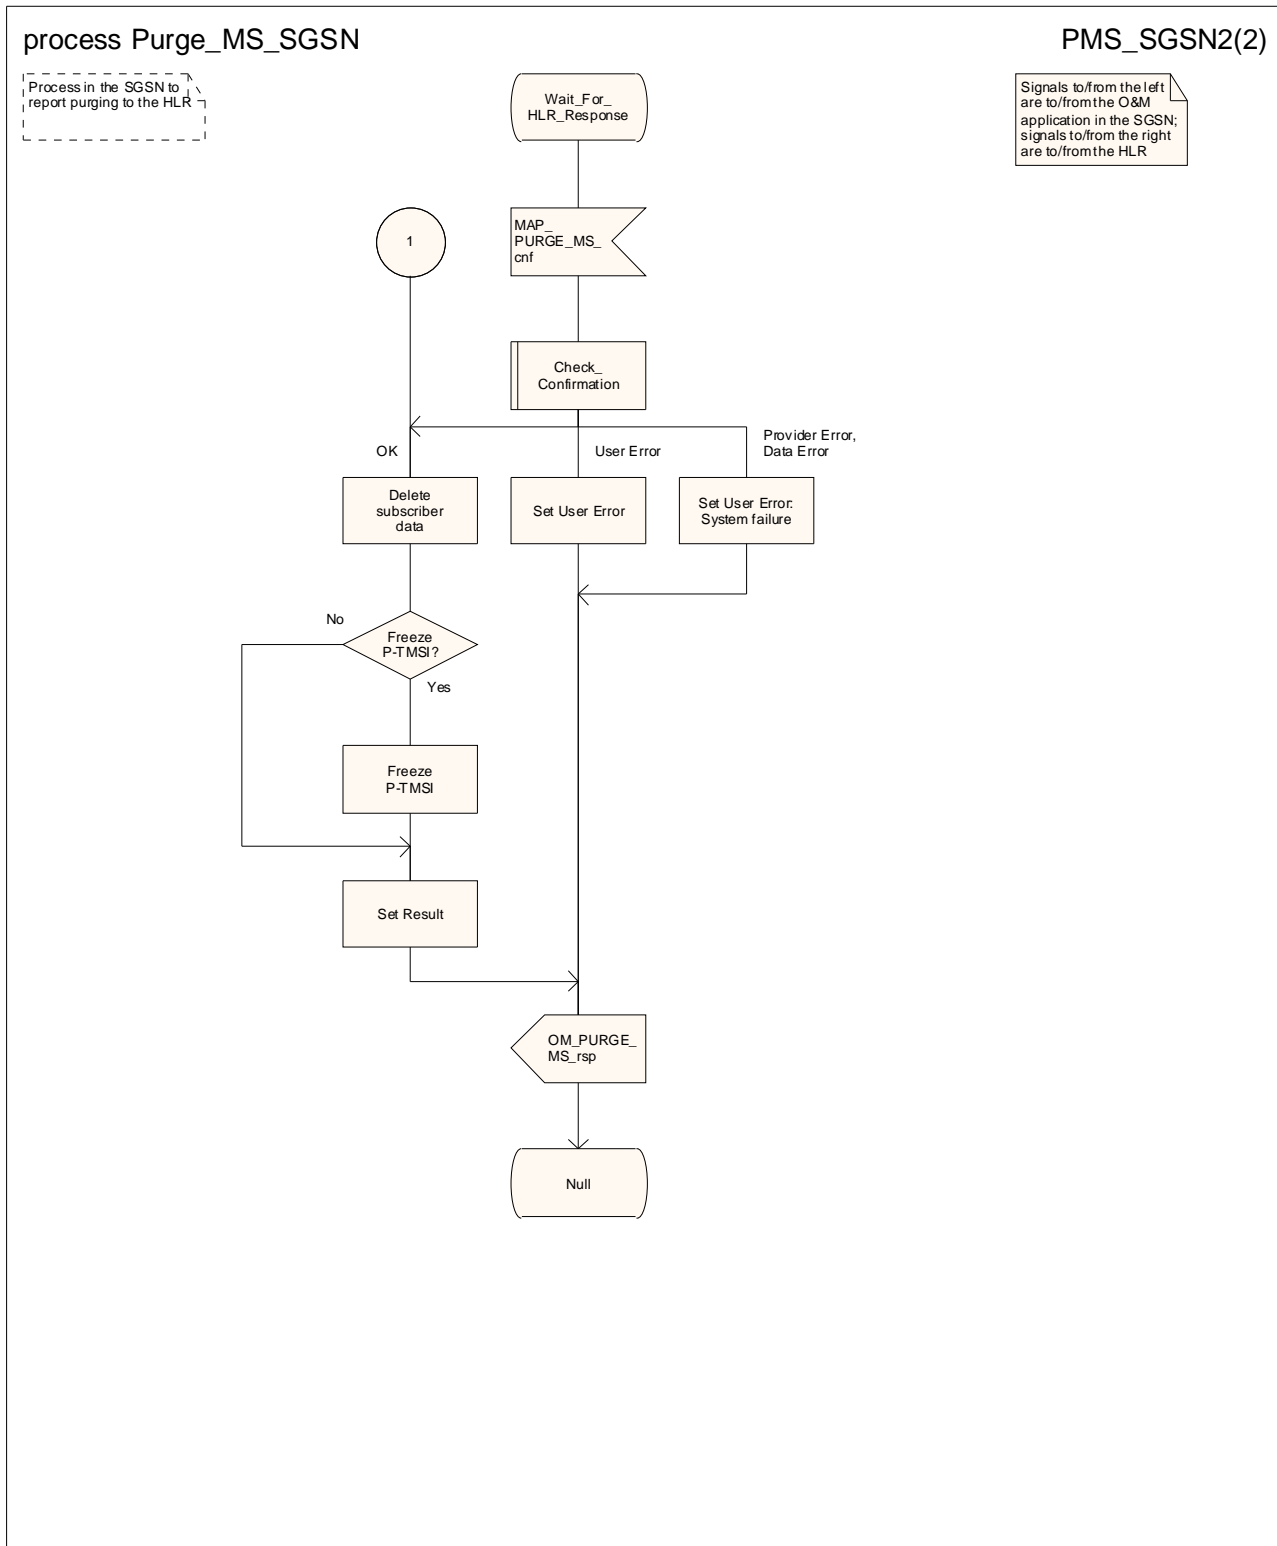 process Purge_MS_SGSN
PMS_SGSN2(2)
Process in the SGSN to
report purging to the HLR
Wait_For_
HLR_Response
Signals to/from the left
are to/from the O&M
application in the SGSN;
signals to/from the right
are to/from the HLR
1
MAP_
PURGE_MS_
cnf
Check_
Confirmation
OK
User Error
Provider Error,
Data Error
Delete
subscriber
data
Set User Error
Set User Error:
System failure
No
Freeze
P-TMSI?
Yes
Freeze
P-TMSI
Set Result
OM_PURGE_
MS_rsp
Null